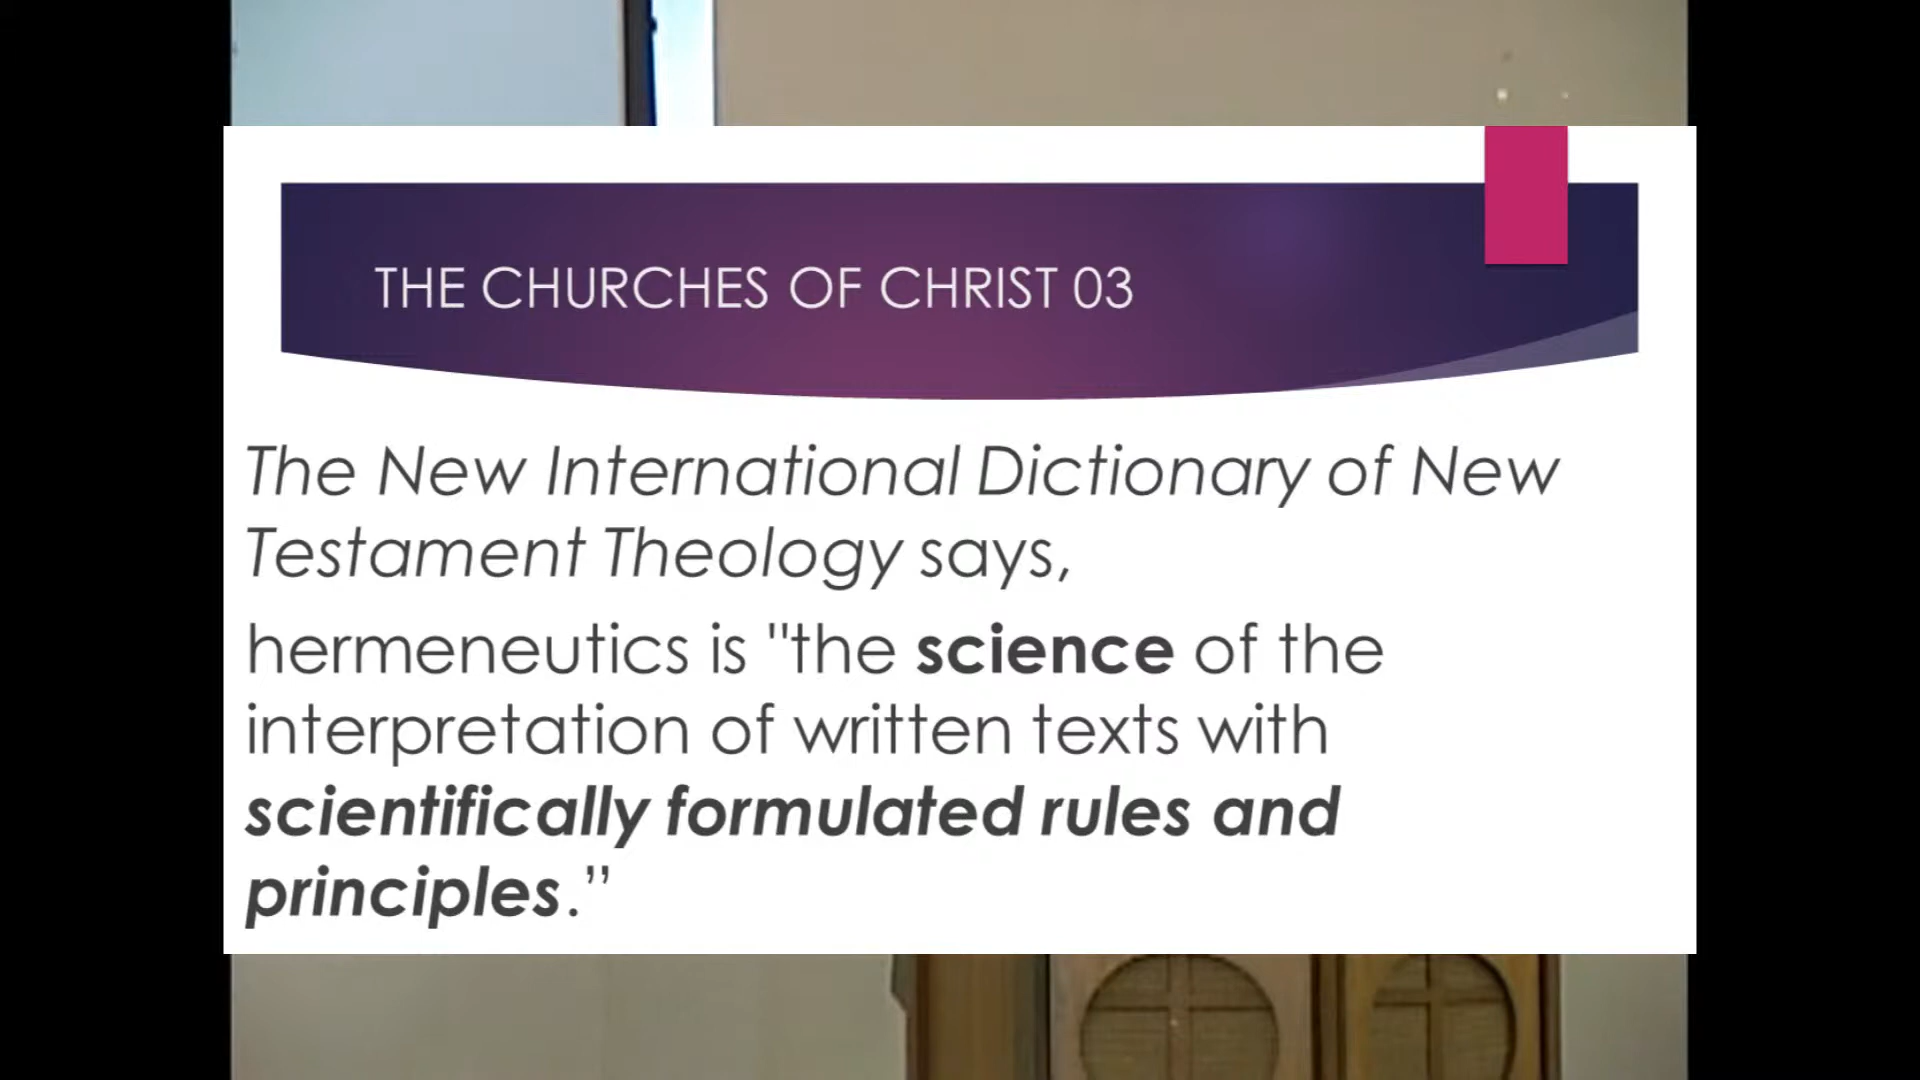 THE CHURCHES OF CHRIST 03
The New International Dictionary of New
Testament Theology says,
hermeneutics is "the science of the
interpretation of written texts with
scientifically formulated rules and
principles.”